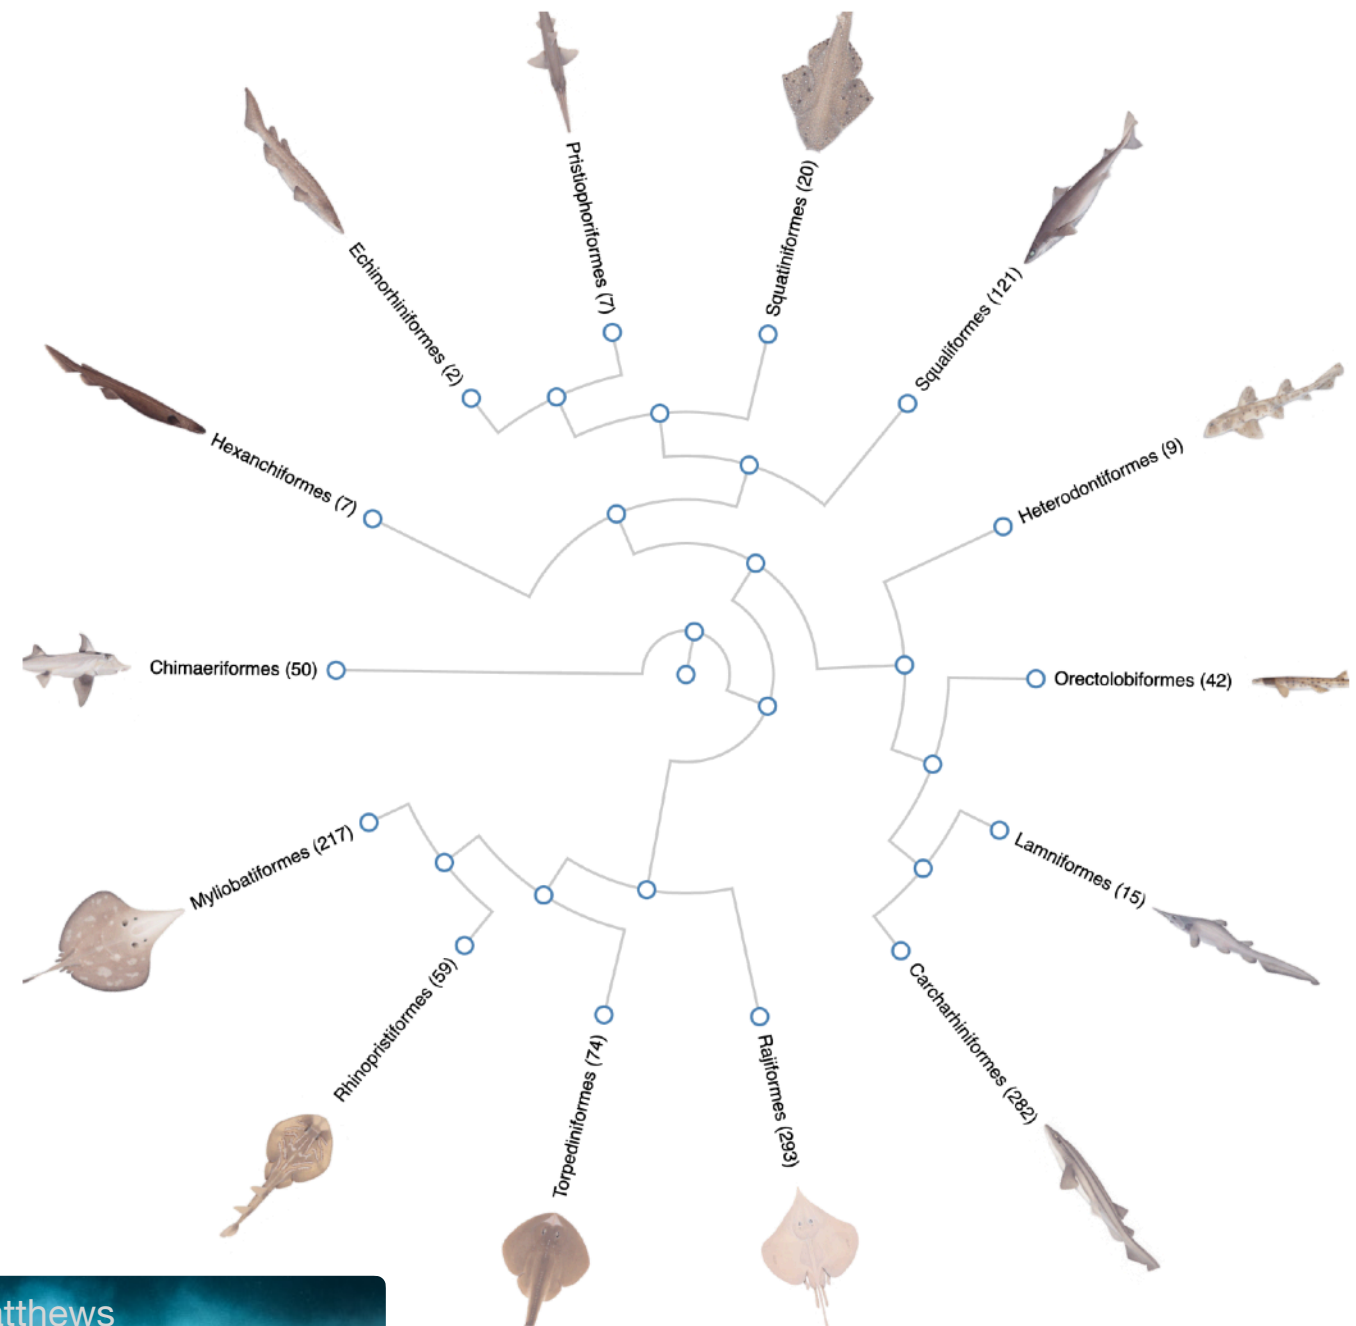 Pristiophoriformes (7)
Squatiniformes (20)
Echinorhiniformes (2)
Squaliformes (121)
Hexanchiformes (7)
Heterodontiformes (9)
Chimaeriformes (50)
Orectolobiformes (42)
Myliobatiformes (217)
Lamniformes (15)
Rhinopristiformes (59)
Carcharhiniformes (282)
Torpediniformes (74)
Rajiformes (293)
tthews